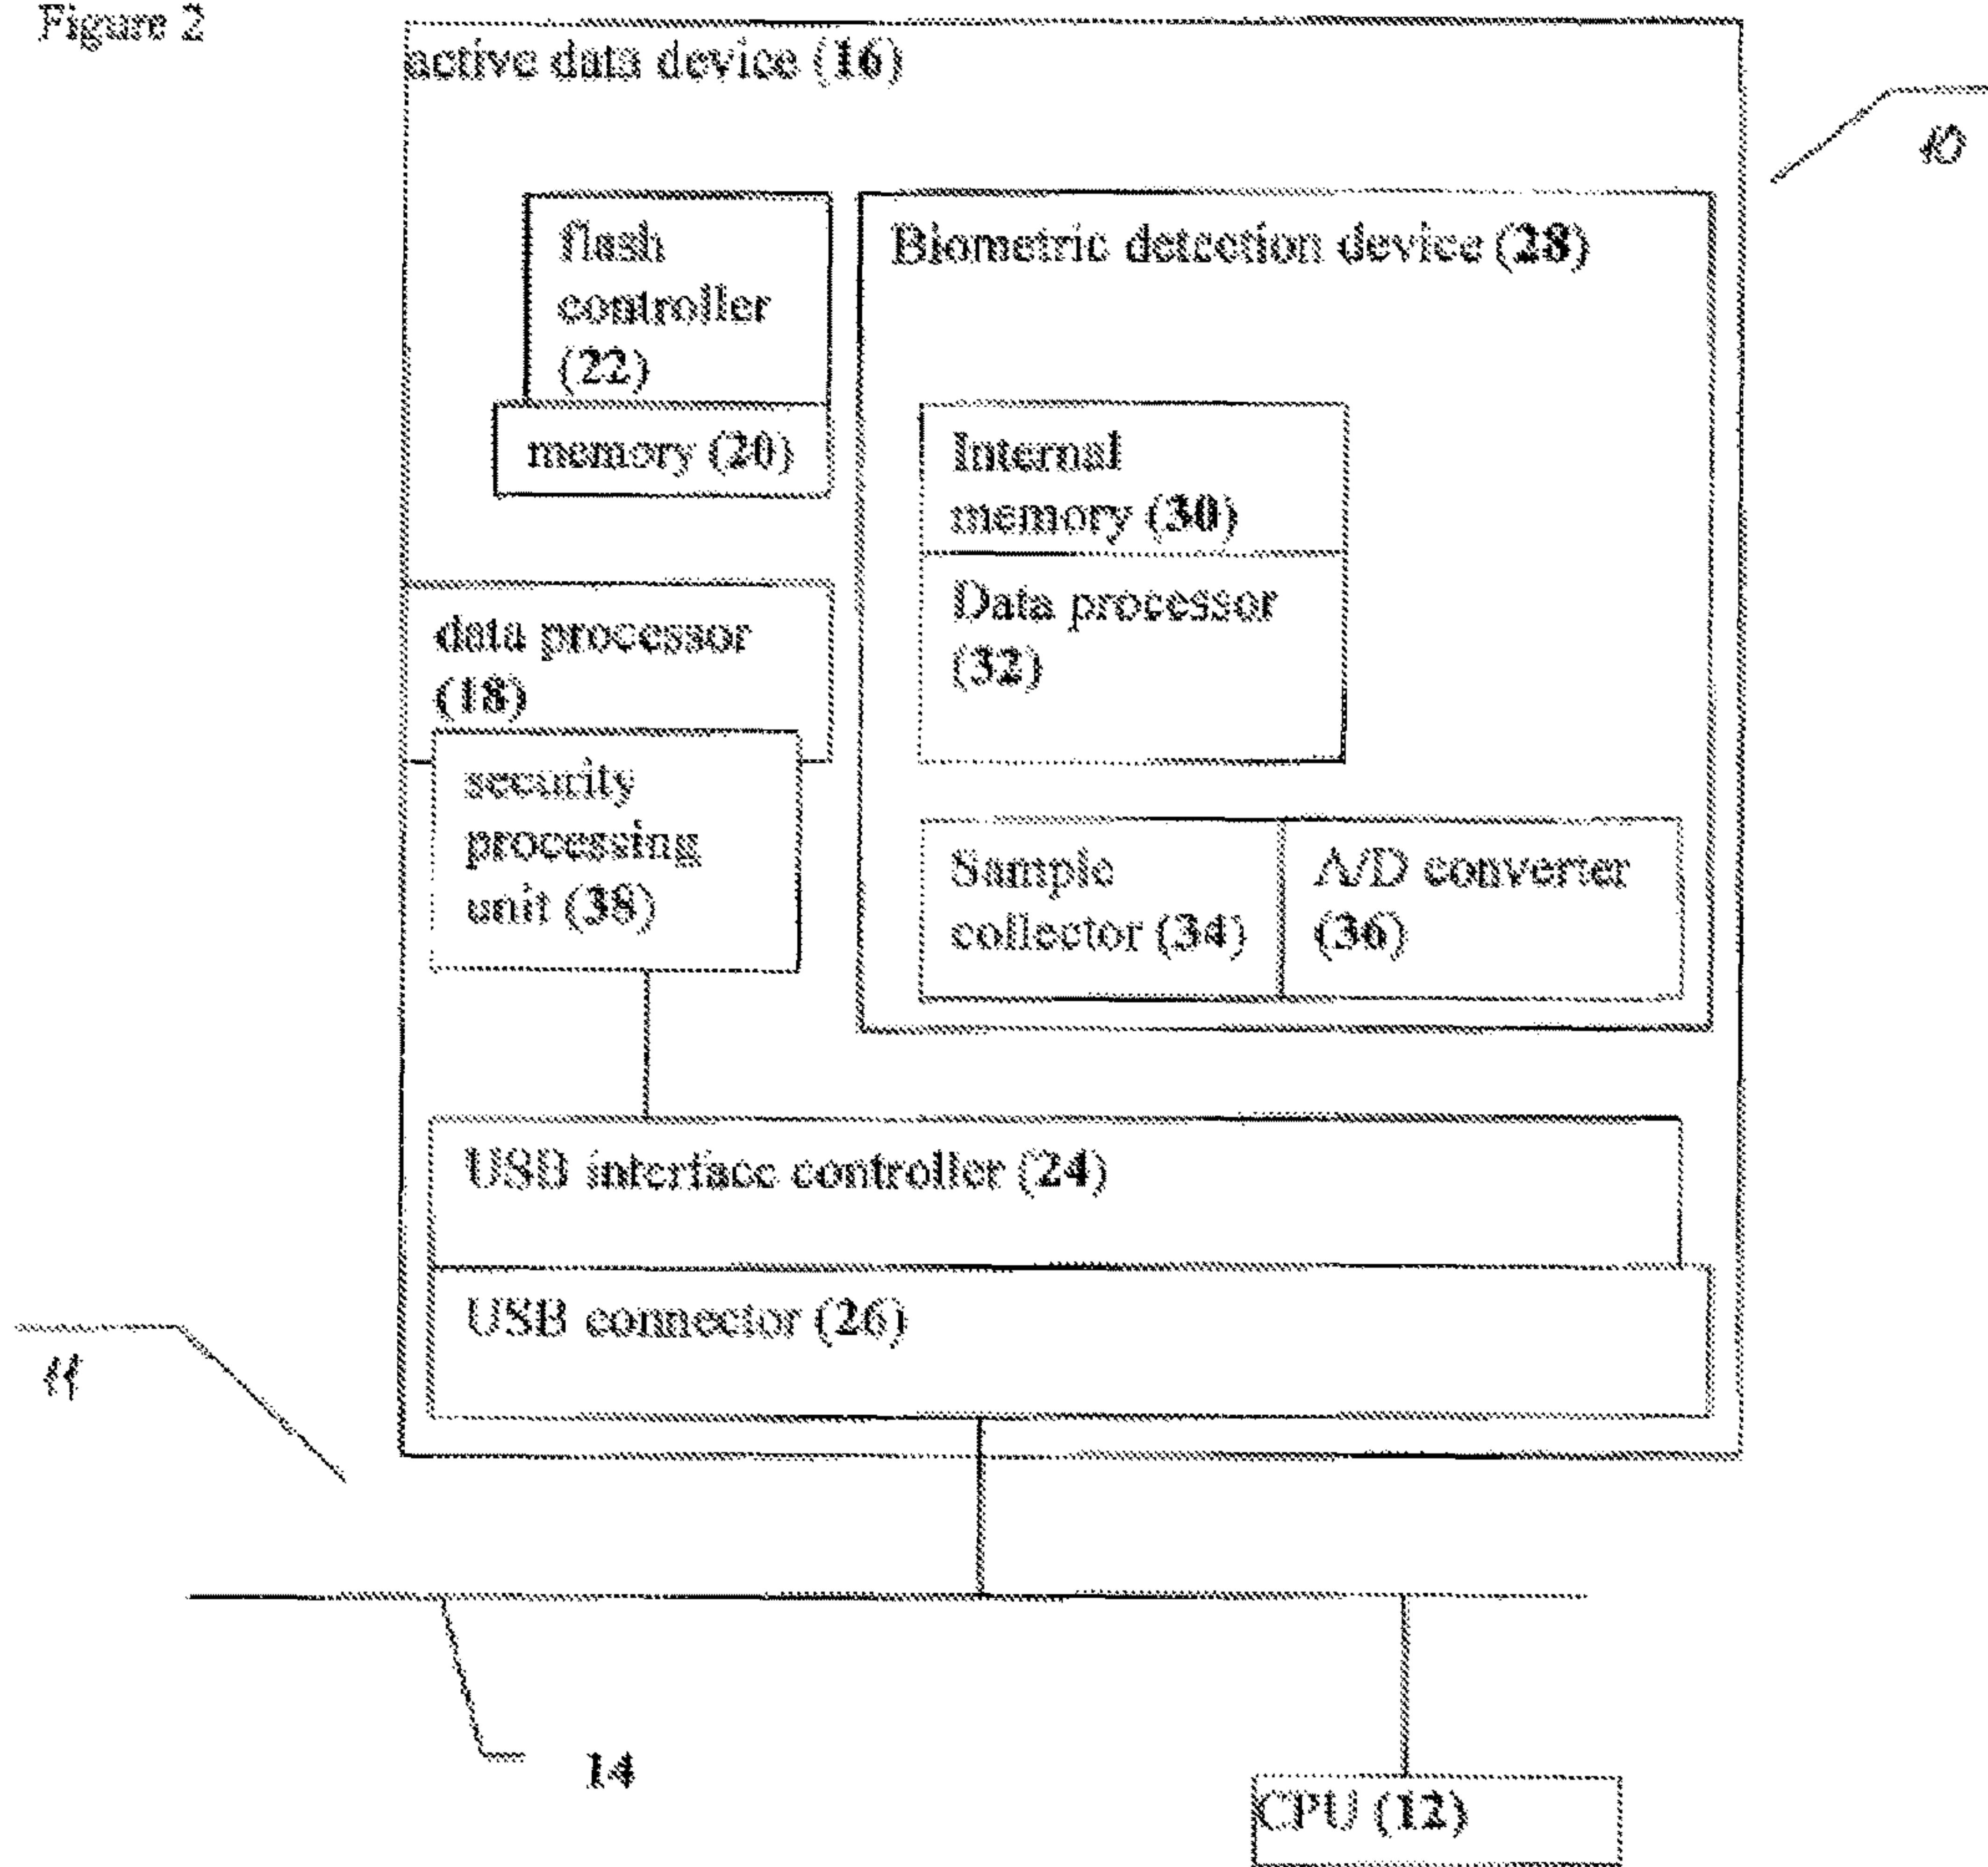 Figure 2
active data device (16)
10
flash
controller
(22)
memory (20)
Biometric detection device (28)
Internal
memory (30)
Data processor
(32)
data processor
(18)
security
processing
unit (38)
Sample
collector (34)
A/D converter
(36)
USB interface controller (24)
USB connector (26)
11
14
CPU (12)